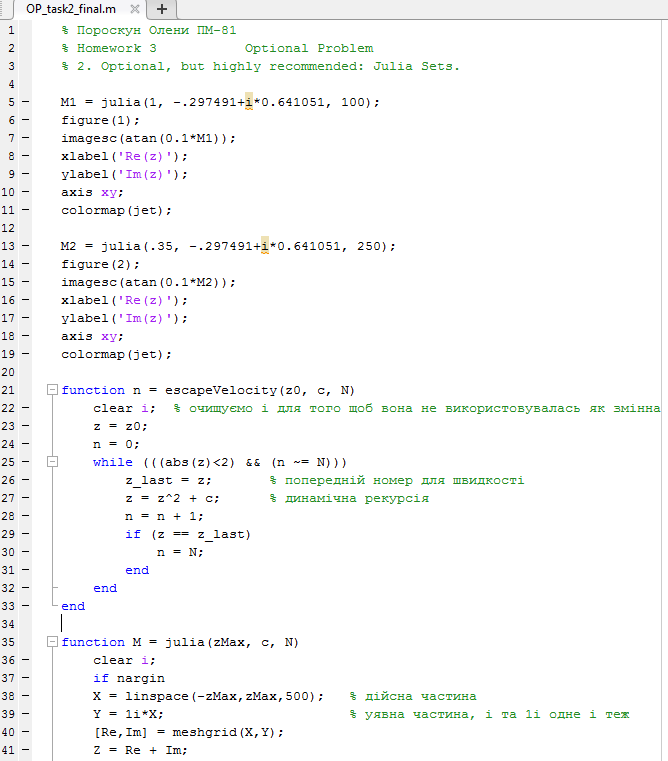 OP_task2_final.m × +
1 % Пороскун Олени ПМ-81
2 % Homework 3 Optional Problem
3 % 2. Optional, but highly recommended: Julia Sets.
4
5 M1 = julia(1, -.297491+i*0.641051, 100);
6 figure(1);
7 imagesc(atan(0.1*M1));
8 xlabel('Re(z)');
9 ylabel('Im(z)');
10 axis xy;
11 colormap(jet);
12
13 M2 = julia(.35, -.297491+i*0.641051, 250);
14 figure(2);
15 imagesc(atan(0.1*M2));
16 xlabel('Re(z)');
17 ylabel('Im(z)');
18 axis xy;
19 colormap(jet);
20
21 function n = escapeVelocity(z0, c, N)
22 clear i; % очищуємо і для того щоб вона не використовувалась як змінна
23 z = z0;
24 n = 0;
25 while (((abs(z)<2) && (n ~= N)))
26 z_last = z; % попередній номер для швидкості
27 z = z^2 + c; % динамічна рекурсія
28 n = n + 1;
29 if (z == z_last)
30 n = N;
31 end
32 end
33 end
34
35 function M = julia(zMax, c, N)
36 clear i;
37 if nargin
38 X = linspace(-zMax,zMax,500); % дійсна частина
39 Y = 1i*X; % уявна частина, і та 1і одне і теж
40 [Re,Im] = meshgrid(X,Y);
41 Z = Re + Im;